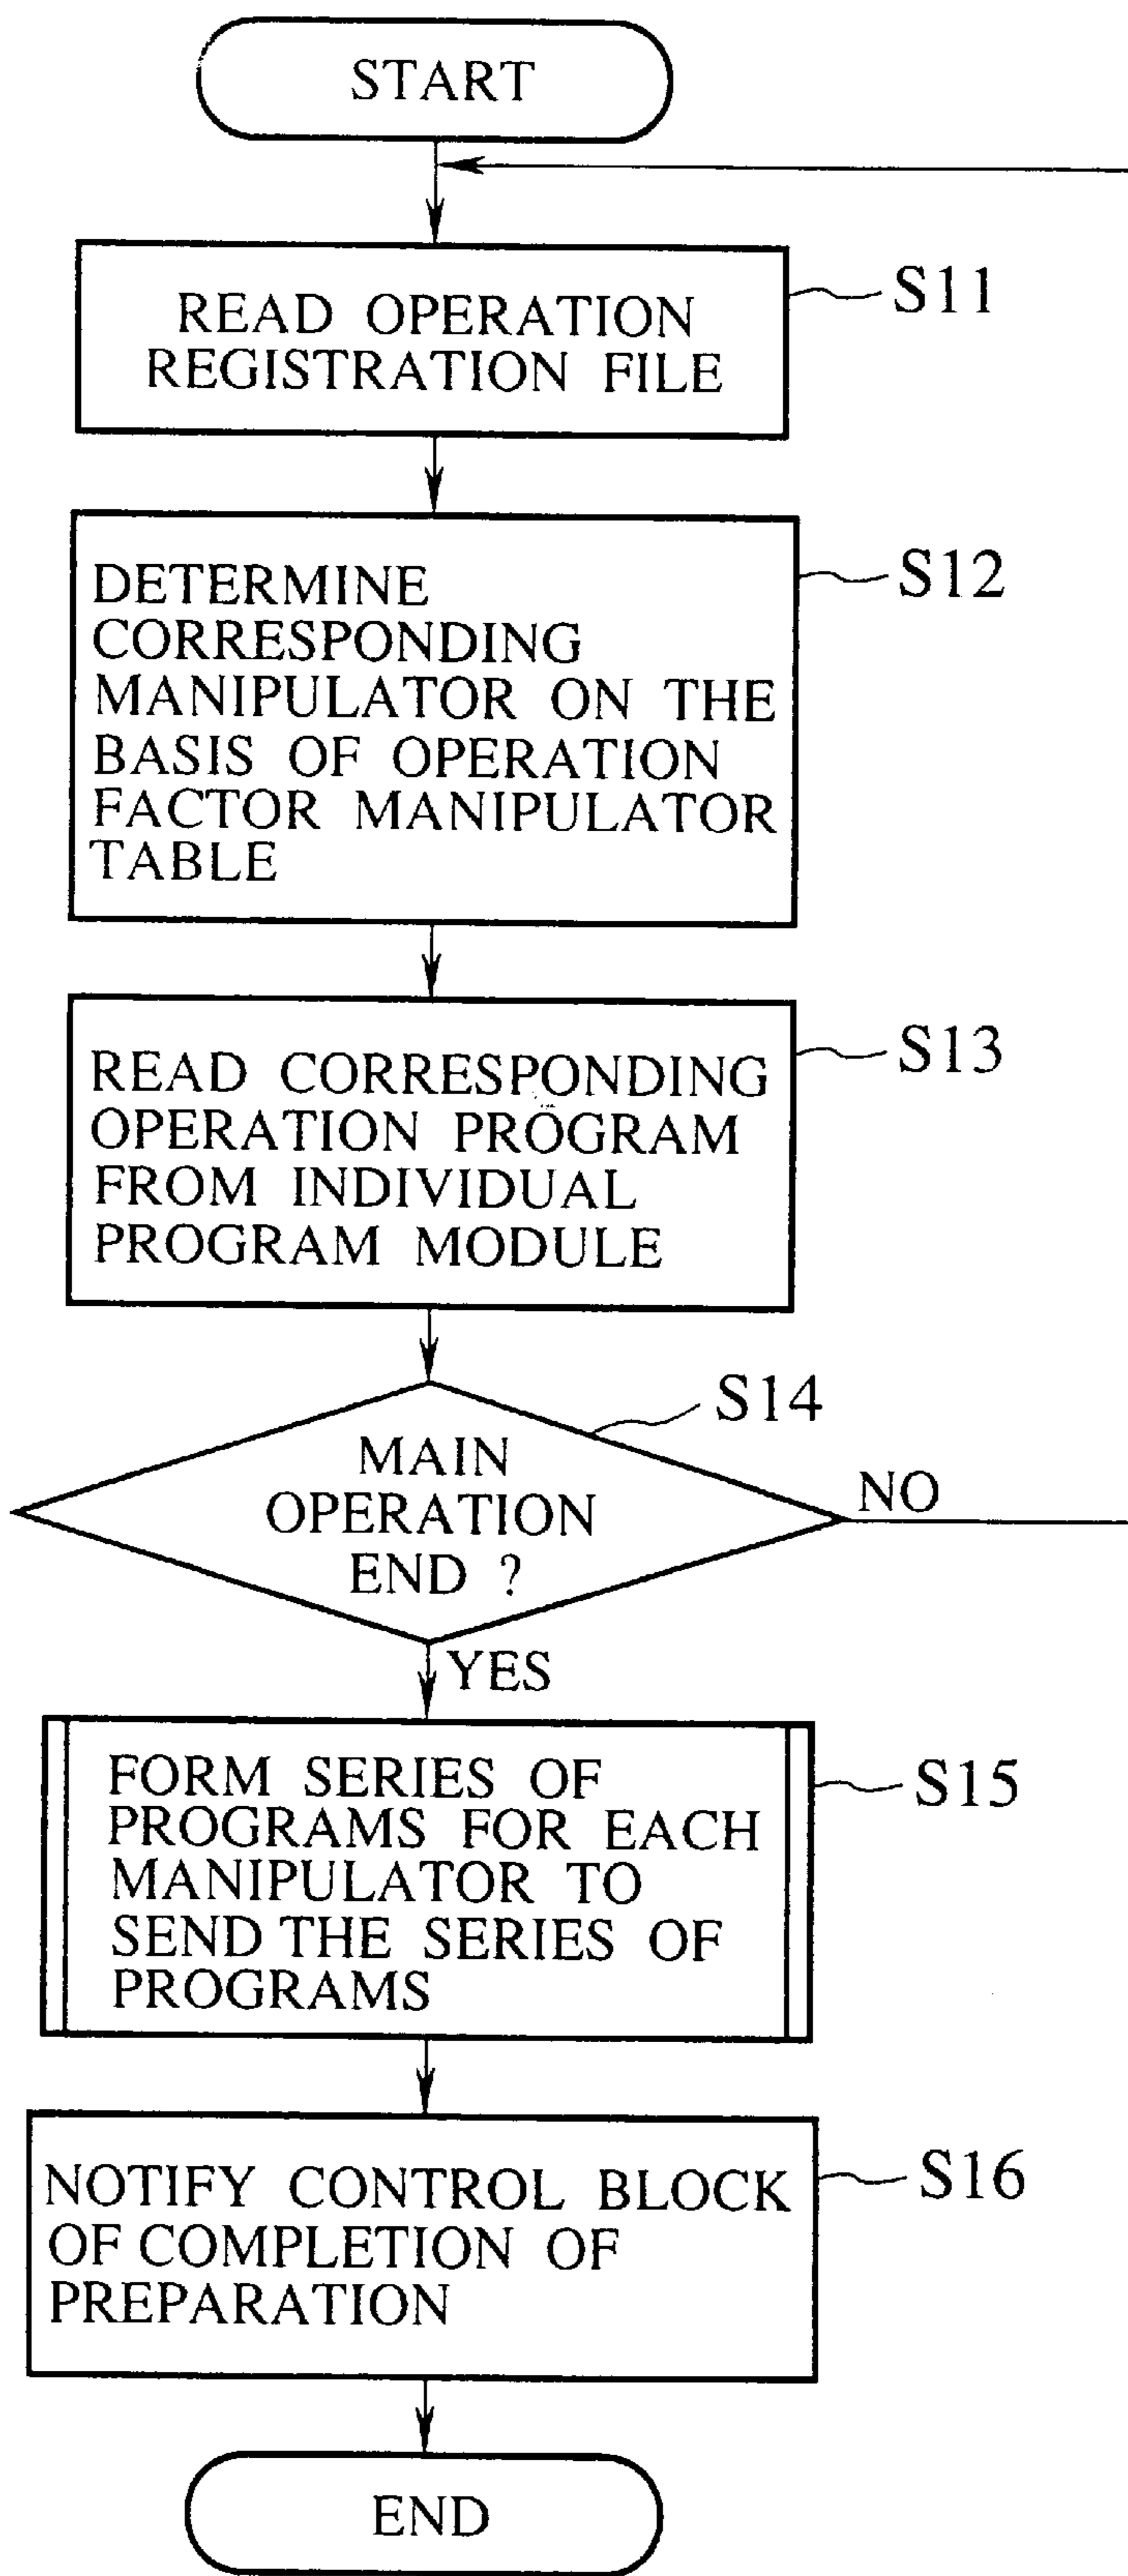 START
READ OPERATION
REGISTRATION FILE
S11
DETERMINE
CORRESPONDING
MANIPULATOR ON THE
BASIS OF OPERATION
FACTOR MANIPULATOR
TABLE
S12
READ CORRESPONDING
OPERATION PROGRAM
FROM INDIVIDUAL
PROGRAM MODULE
S13
MAIN
OPERATION
END ?
S14
NO
YES
FORM SERIES OF
PROGRAMS FOR EACH
MANIPULATOR TO
SEND THE SERIES OF
PROGRAMS
S15
NOTIFY CONTROL BLOCK
OF COMPLETION OF
PREPARATION
S16
END